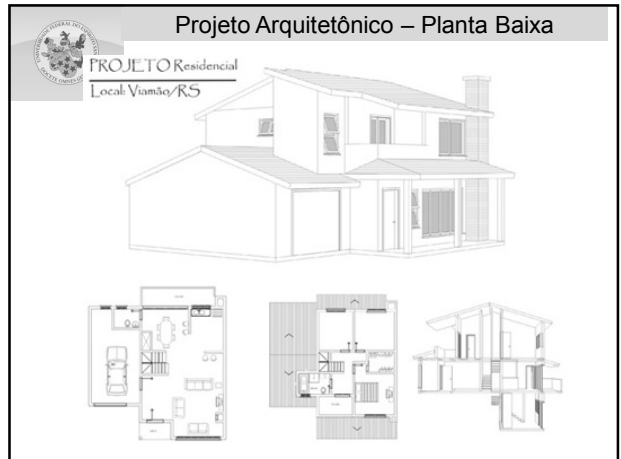 Projeto Arquitetônico – Planta Baixa
PROJETO Residencial
Local: Viamão/RS